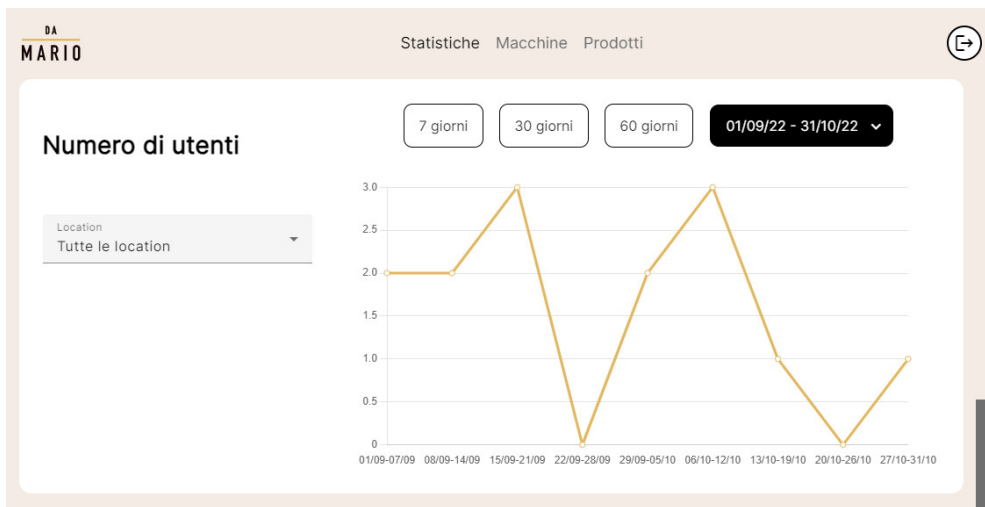 DA
MARIO
Statistiche Macchine Prodotti
7 giorni 30 giorni 60 giorni 01/09/22 - 31/10/22
Numero di utenti
Location
Tutte le location
3.0
2.5
2.0
1.5
1.0
0.5
0
01/09-07/09 08/09-14/09 15/09-21/09 22/09-28/09 29/09-05/10 06/10-12/10 13/10-19/10 20/10-26/10 27/10-31/10